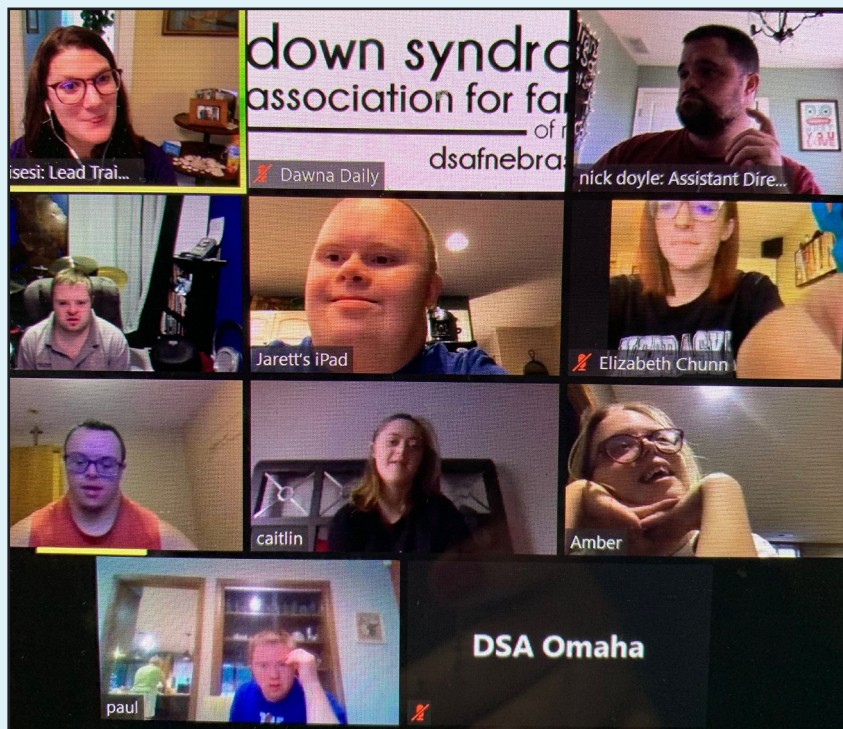 isesi: Lead Trai...
down syndro
association for fa
of
dsafnebras
Dawna Daily
nick doyle: Assistant Dire...
Jarett's iPad
Elizabeth Chunn
caitlin
Amber
paul
DSA Omaha